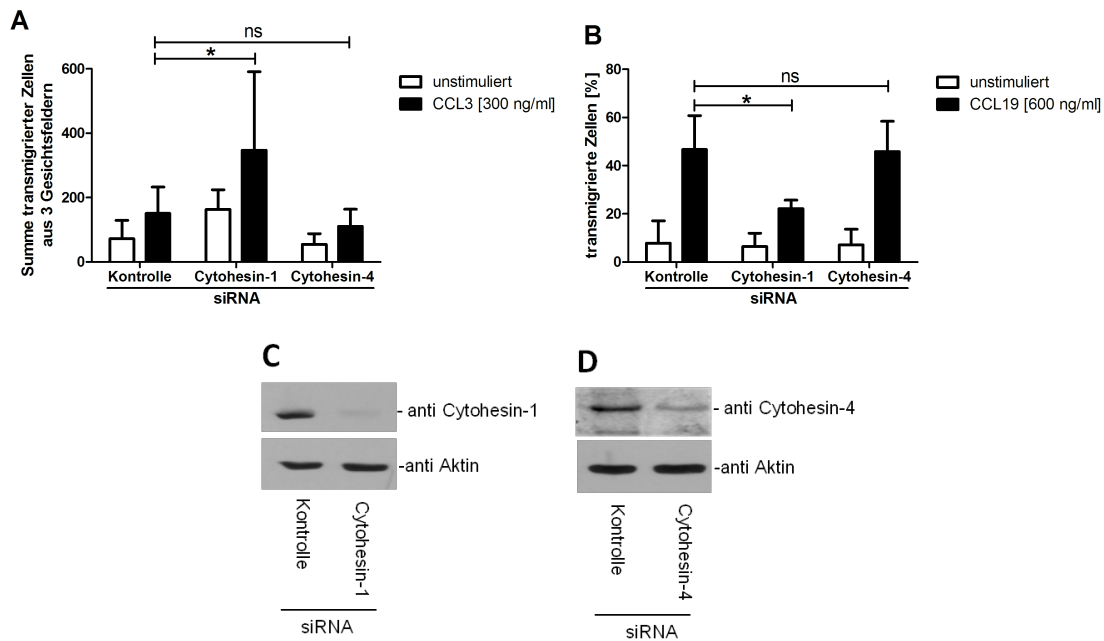 A
ns
*
Summe transmigrierter Zellen
aus 3 Gesichtsfeldern
600
400
200
0
unstimuliert
CCL3 [300 ng/ml]
Kontrolle Cytohesin-1 Cytohesin-4
siRNA
B
ns
*
transmigrierte Zellen [%]
80
60
40
20
0
unstimuliert
CCL19 [600 ng/ml]
Kontrolle Cytohesin-1 Cytohesin-4
siRNA
C
- anti Cytohesin-1
-anti Aktin
Kontrolle
Cytohesin-1
siRNA
D
- anti Cytohesin-4
-anti Aktin
Kontrolle
Cytohesin-4
siRNA